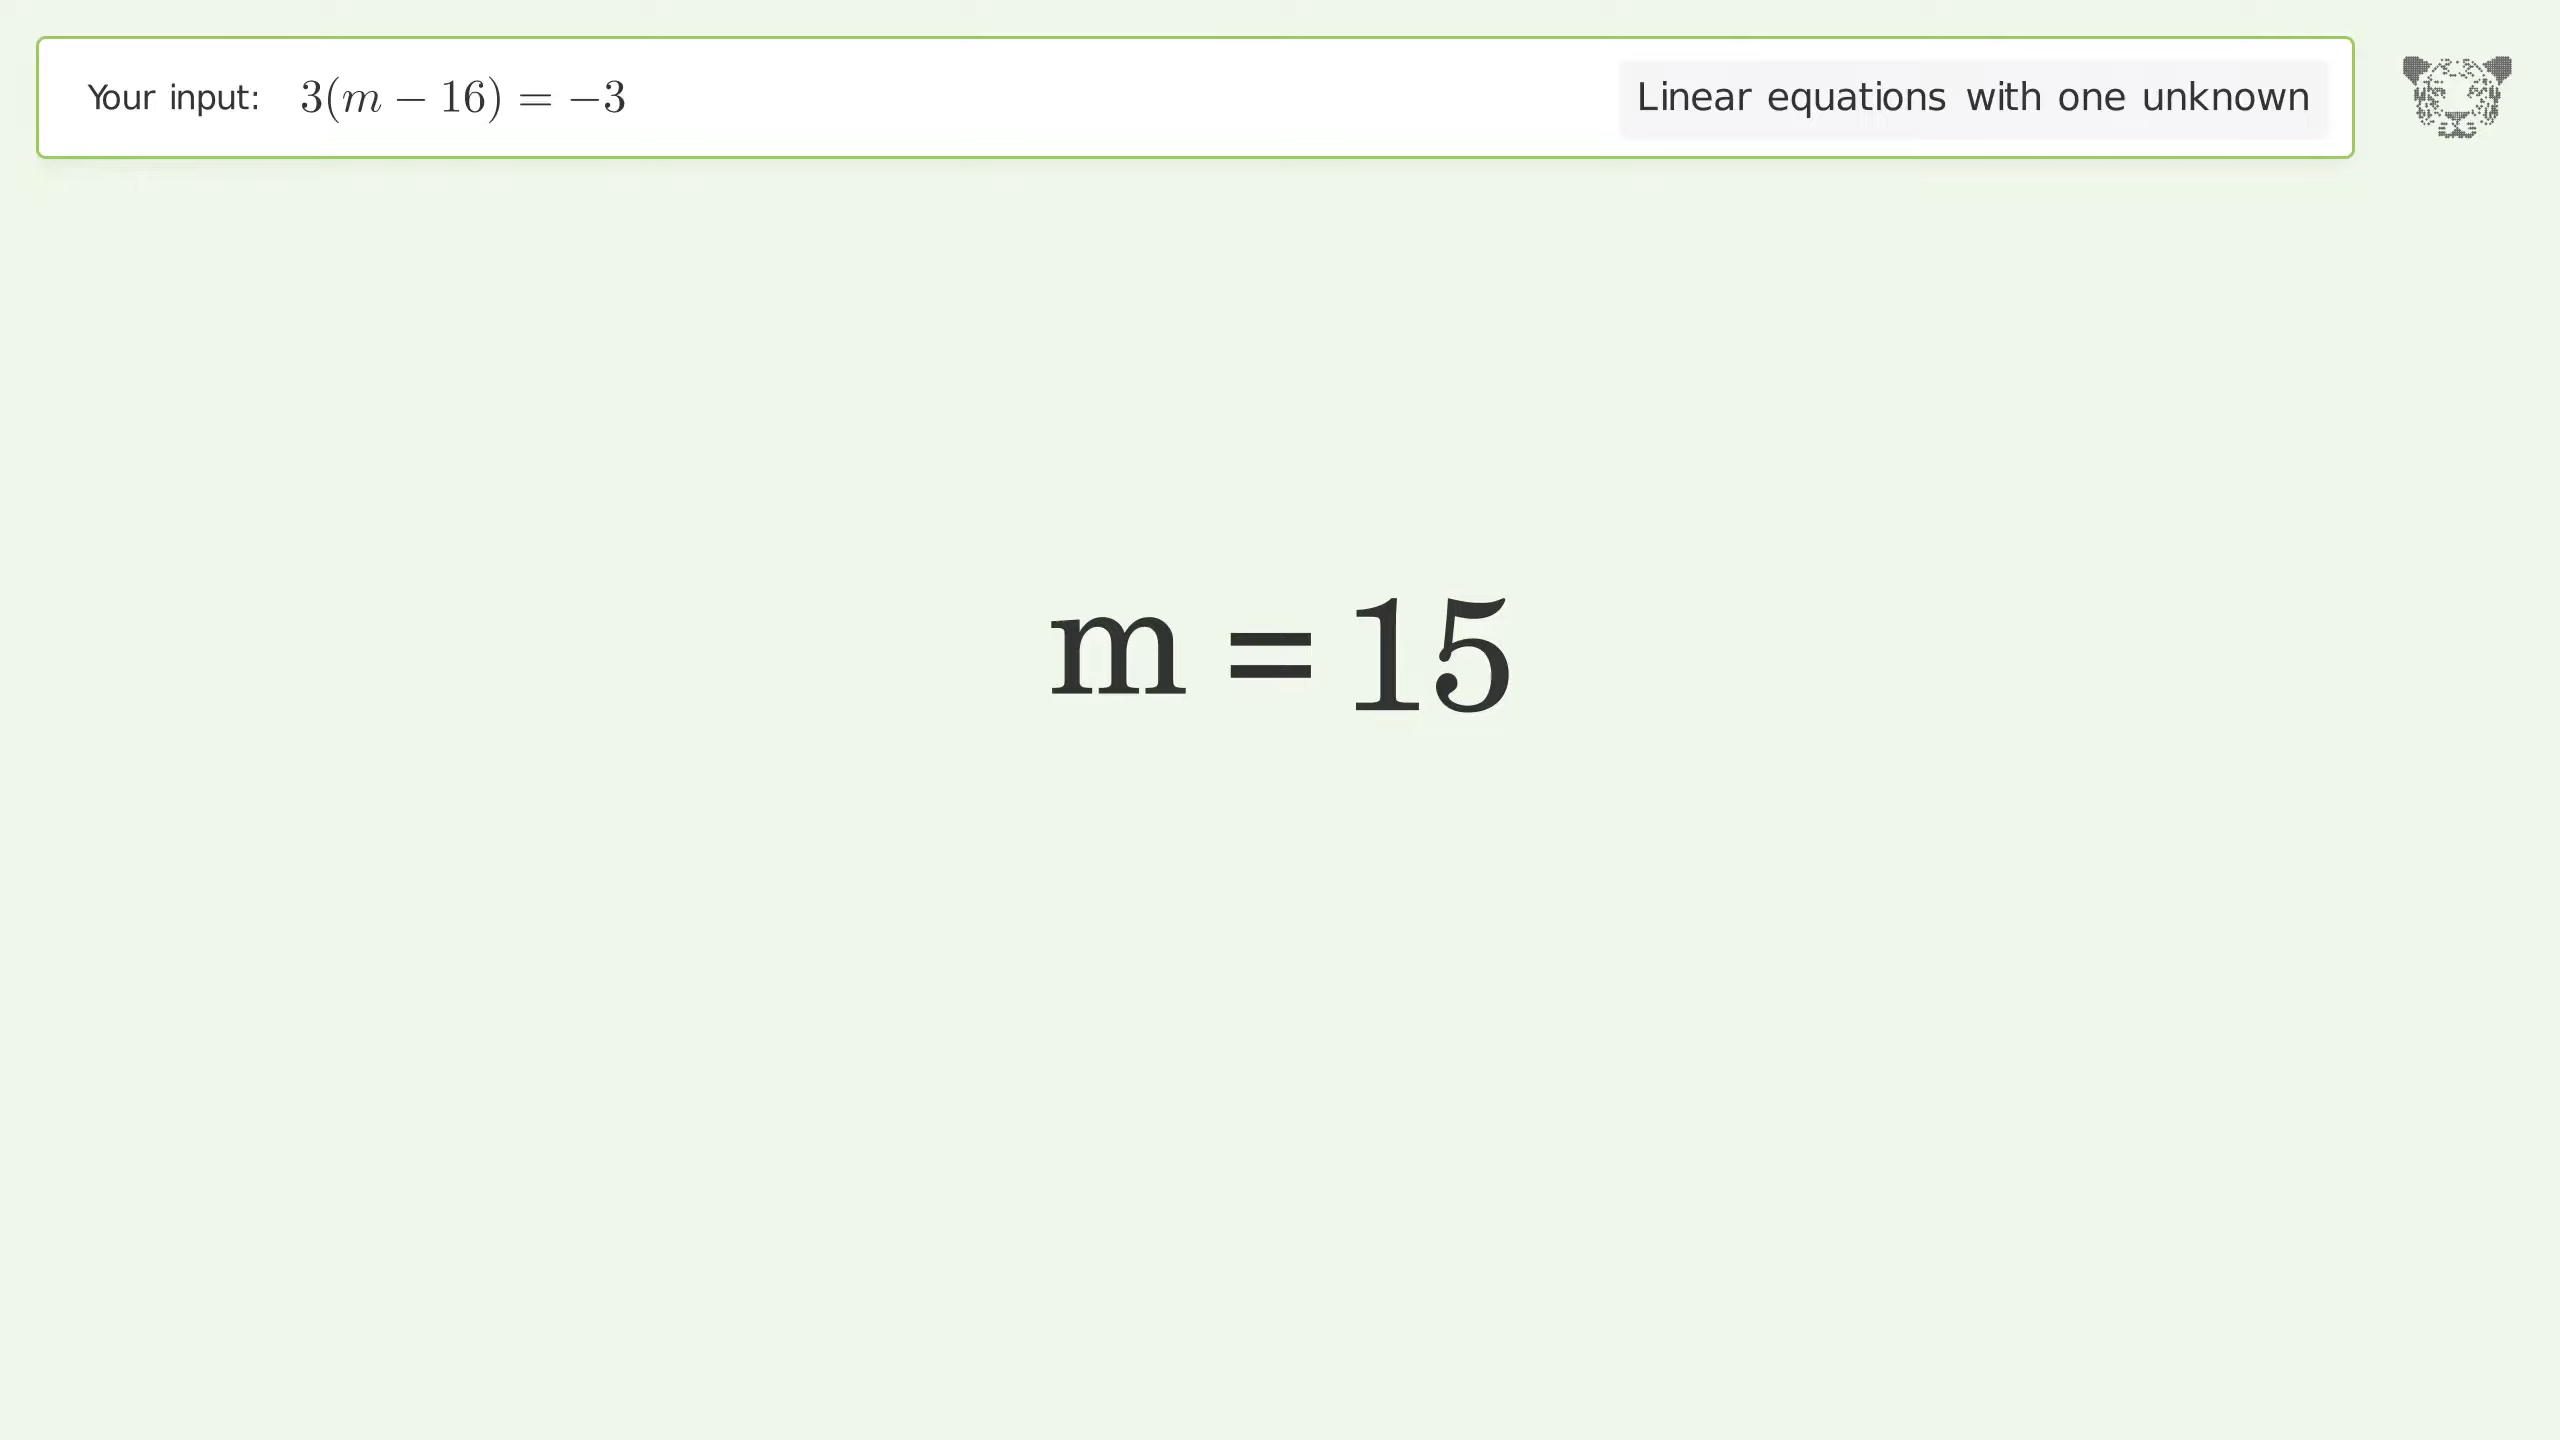 Your input: 3(m − 16) = −3 Linear equations with one unknown
m = 15